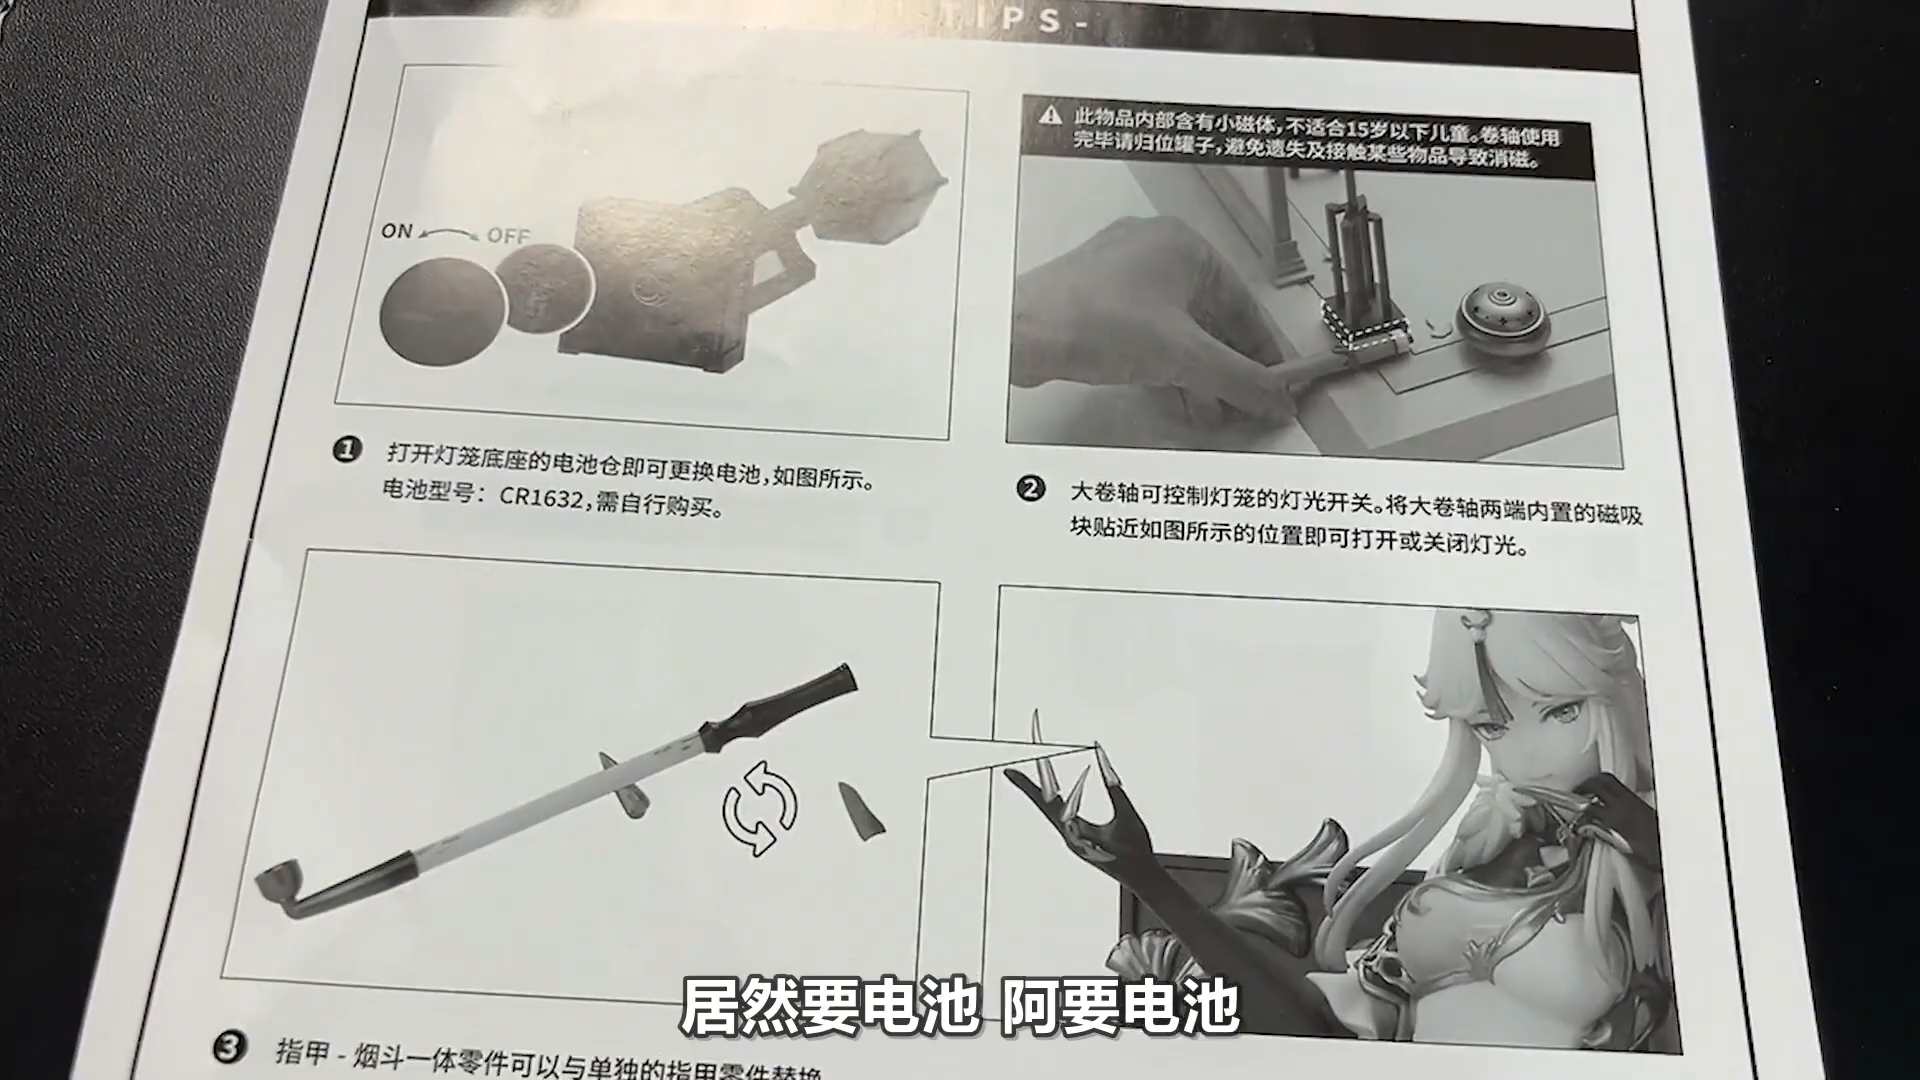 TIPS-
ON
OFF
此物品内部含有小磁体，不适合15岁以下儿童。卷轴使用
完毕请归位罐子，避免遗失及接触某些物品导致消磁。
❶ 打开灯笼底座的电池仓即可更换电池，如图所示。
电池型号：CR1632，需自行购买。
❷ 大卷轴可控制灯笼的灯光开关。将大卷轴两端内置的磁吸
块贴近如图所示的位置即可打开或关闭灯光。
❸ 指甲 - 烟斗一体零件可以与单独的指甲零件替换
居然要电池 阿要电池